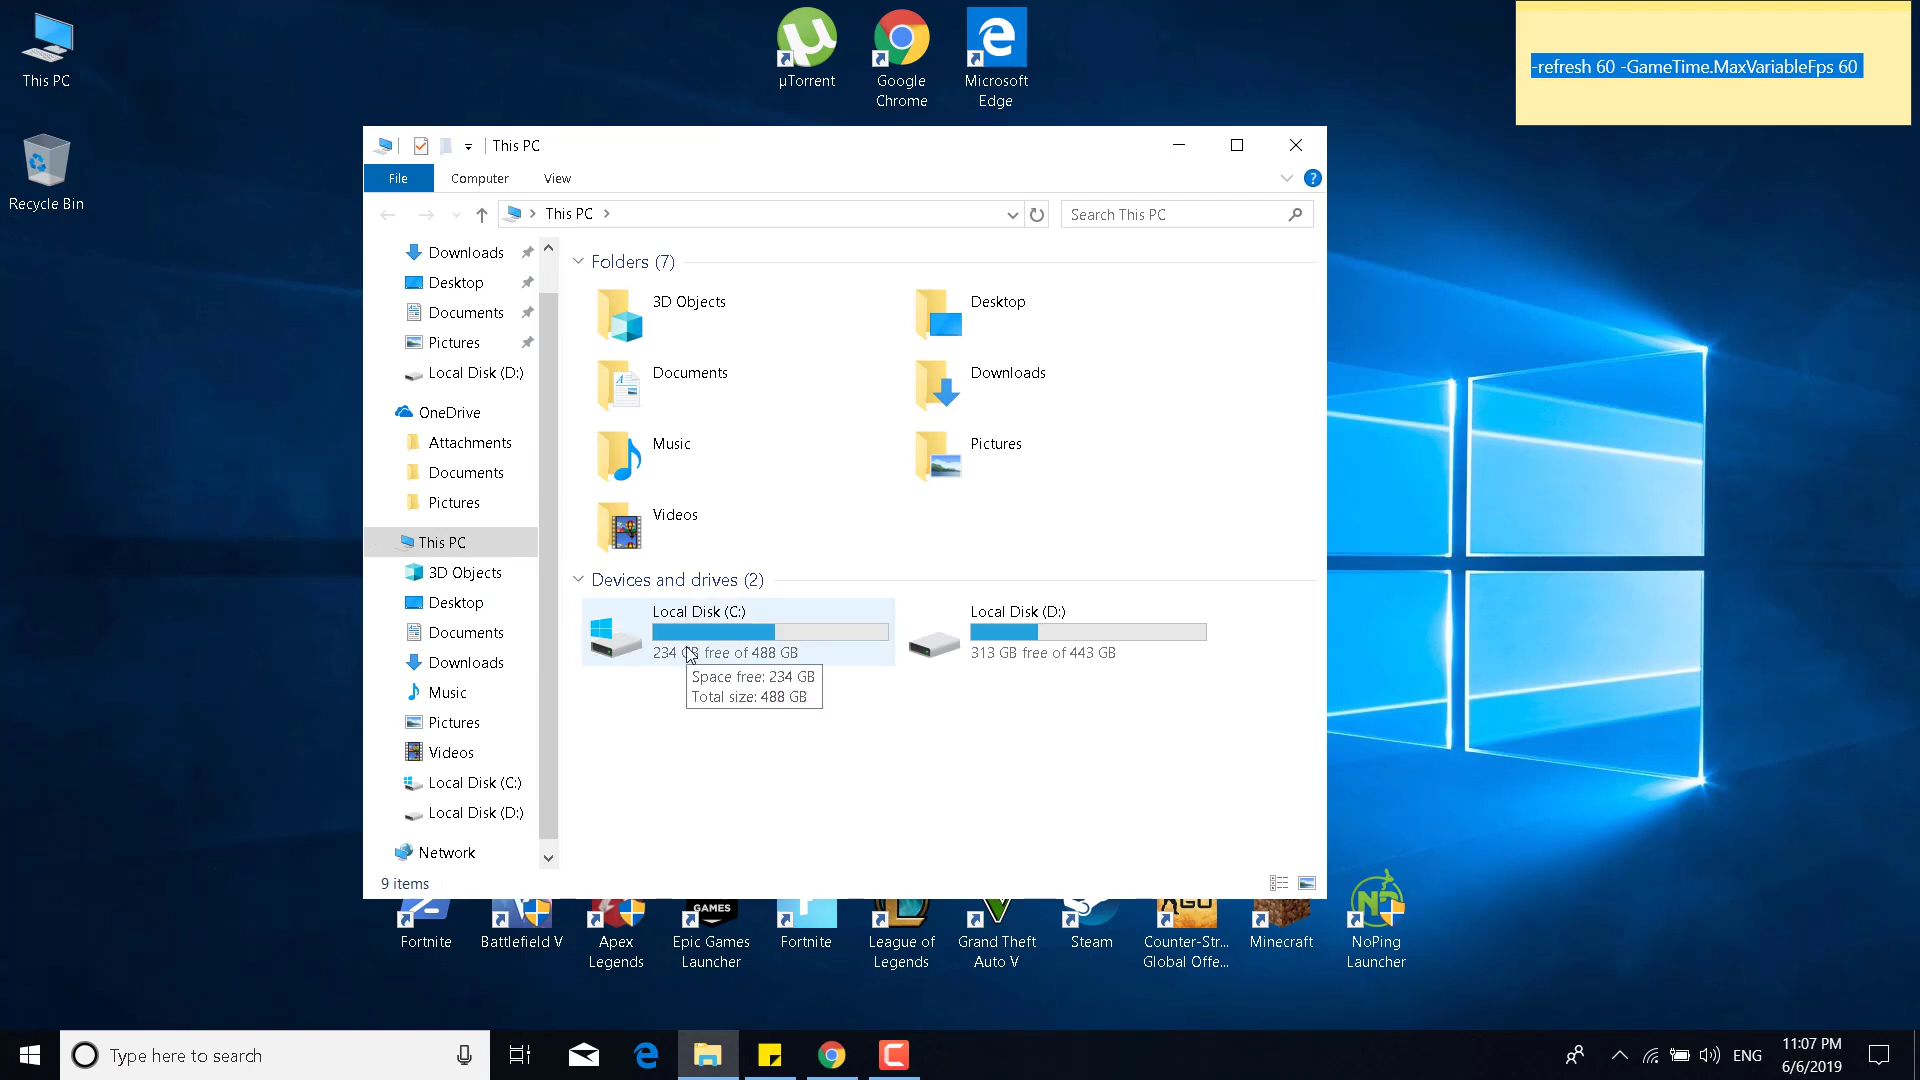 This PC
Recycle Bin
µTorrent
Google
Chrome
Microsoft
Edge
-refresh 60 -GameTime.MaxVariableFps 60
This PC
File
Computer
View
This PC
Search This PC
Downloads
Desktop
Documents
Pictures
Local Disk (D:)
OneDrive
Attachments
Documents
Pictures
This PC
3D Objects
Desktop
Documents
Downloads
Music
Pictures
Videos
Local Disk (C:)
Local Disk (D:)
Network
9 items
Folders (7)
3D Objects
Desktop
Documents
Downloads
Music
Pictures
Videos
Devices and drives (2)
Local Disk (C:)
234 GB free of 488 GB
Space free: 234 GB
Total size: 488 GB
Local Disk (D:)
313 GB free of 443 GB
GAMES
Fortnite
Battlefield V
Apex
Legends
Epic Games
Launcher
Fortnite
League of
Legends
Grand Theft
Auto V
Steam
Counter-Str...
Global Offe...
Minecraft
NoPing
Launcher
Type here to search
ENG
11:07 PM
6/6/2019